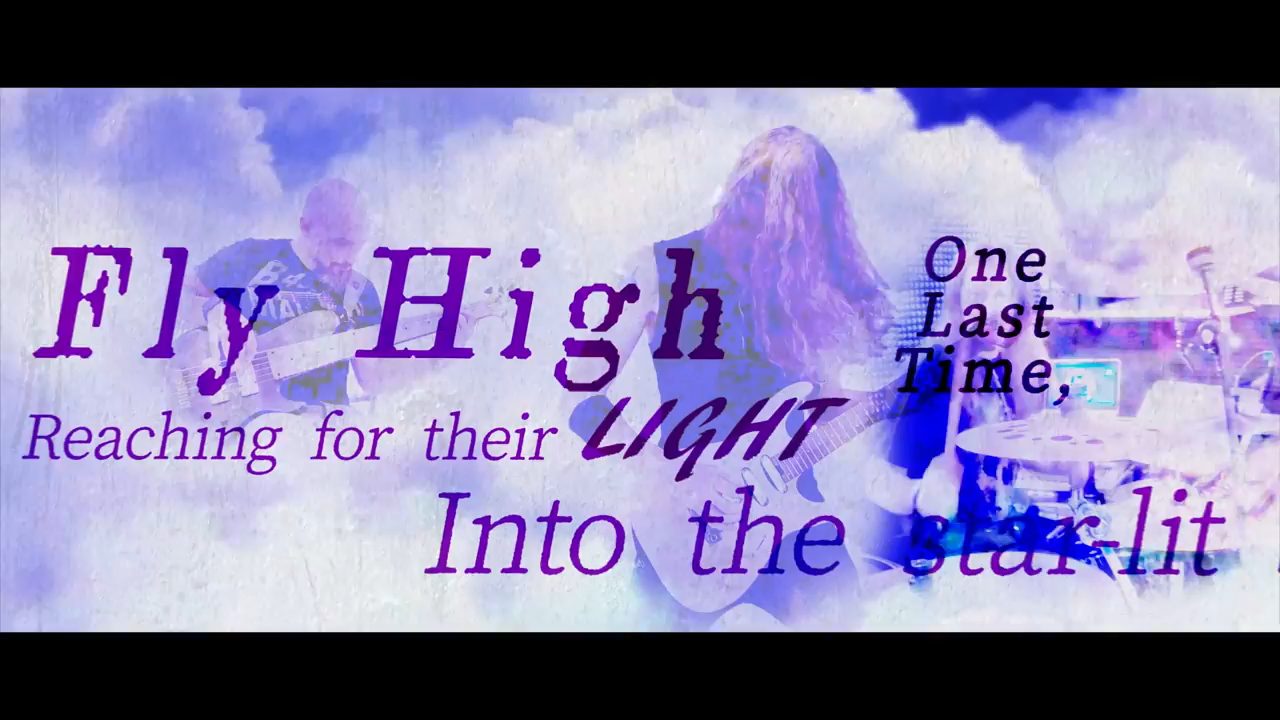 Fly High
One
Last
Time,
Reaching for their LIGHT
Into the star-lit